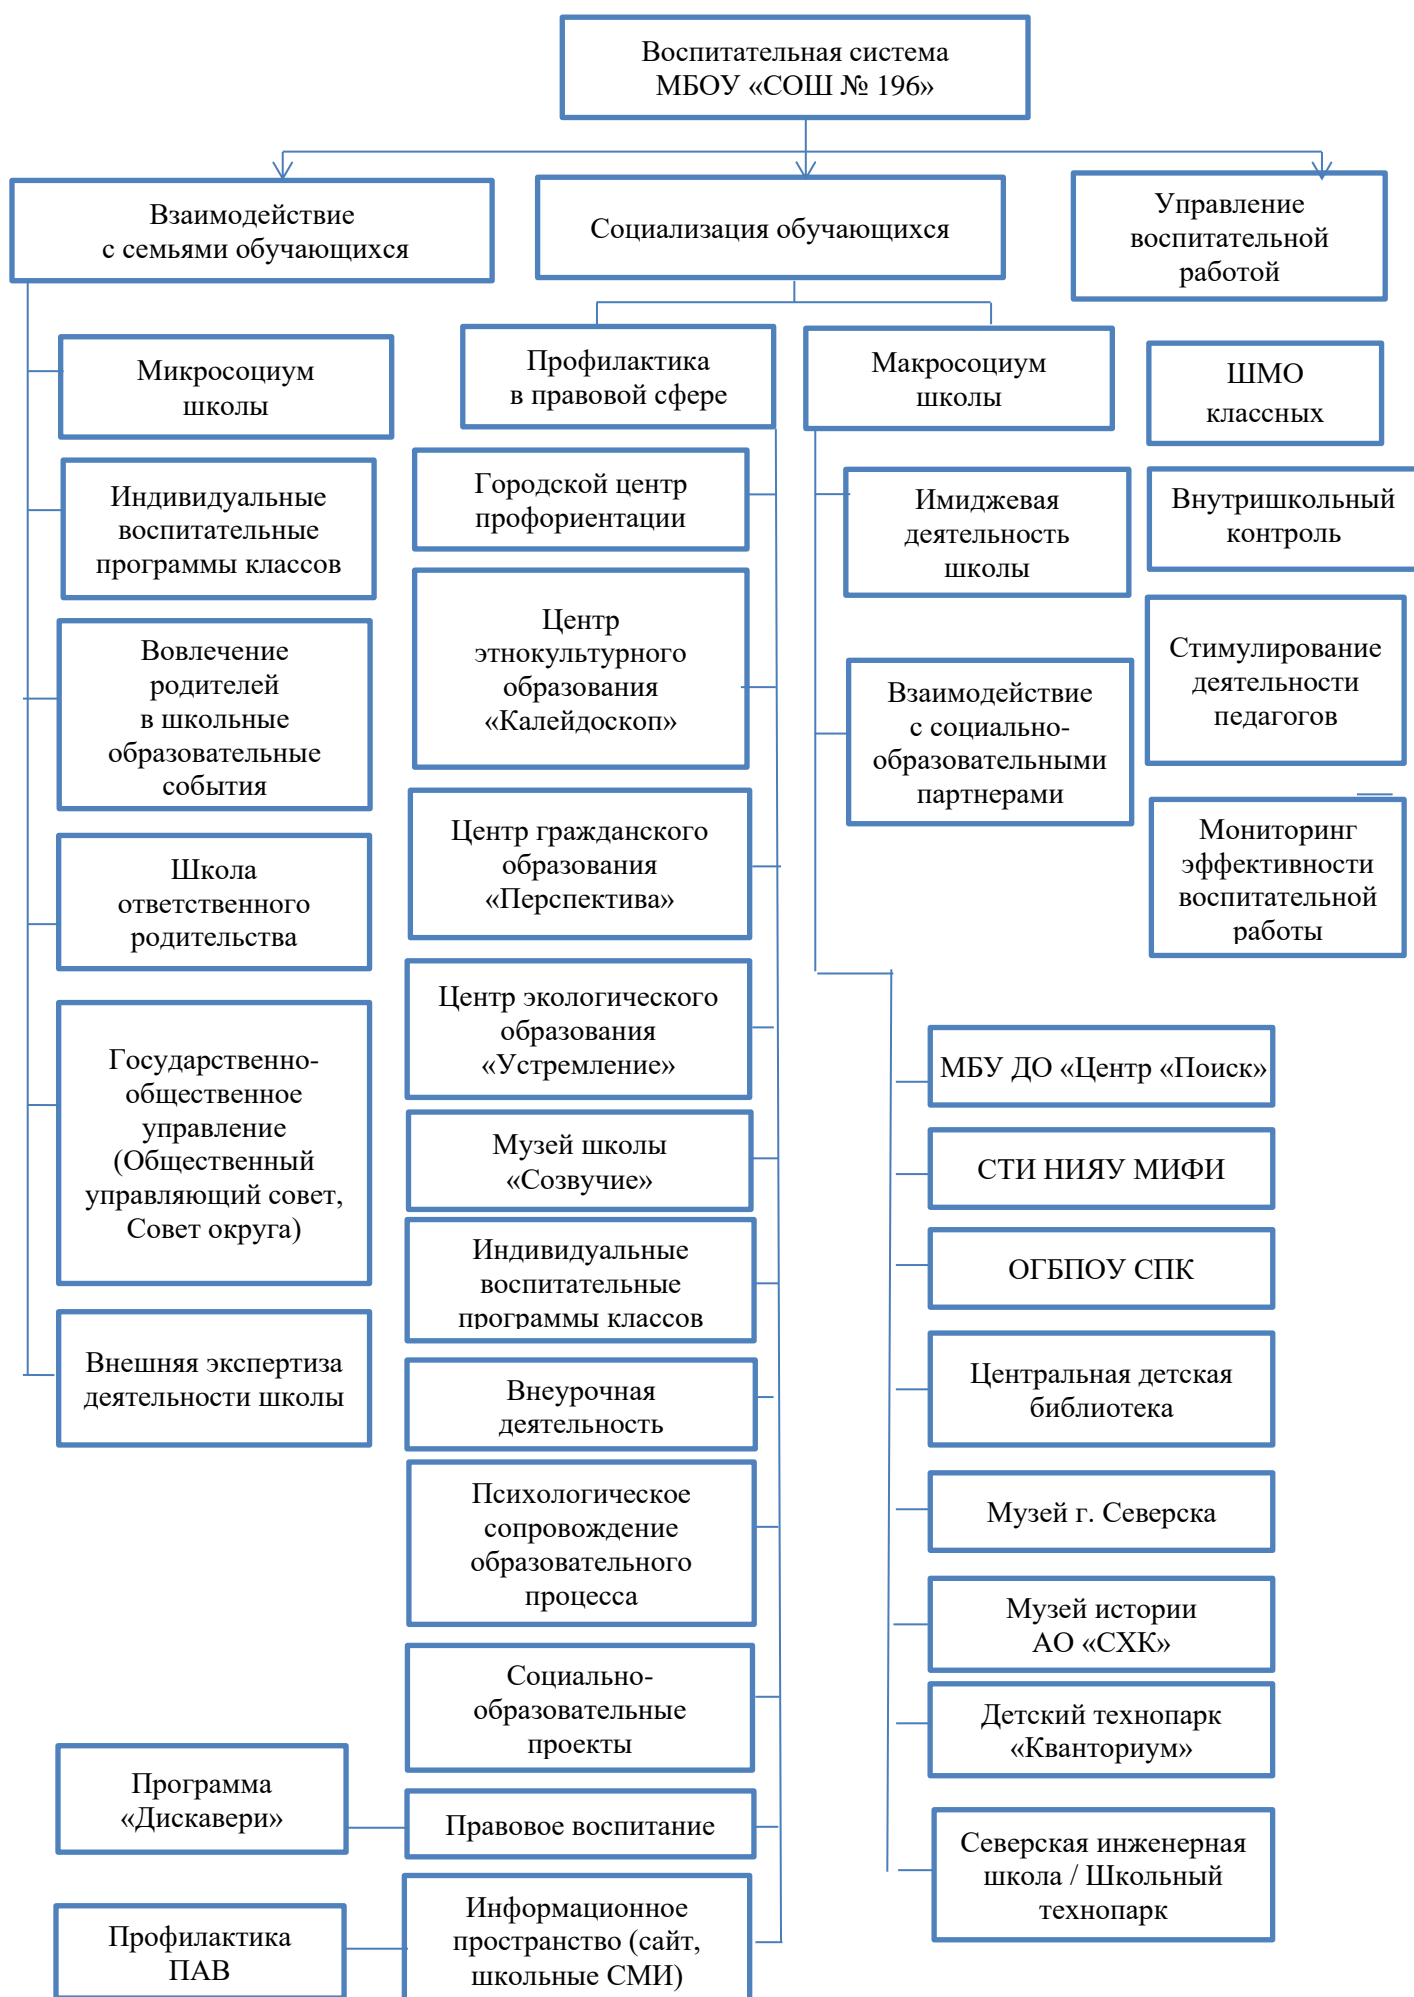 Воспитательная система
МБОУ «СОШ № 196»
Взаимодействие
с семьями обучающихся
Социализация обучающихся
Управление
воспитательной
работой
Микросоциум
школы
Индивидуальные
воспитательные
программы классов
Вовлечение
родителей
в школьные
образовательные
события
Школа
ответственного
родительства
Государственно-
общественное
управление
(Общественный
управляющий совет,
Совет округа)
Внешняя экспертиза
деятельности школы
Профилактика
в правовой сфере
Городской центр
профориентации
Центр
этнокультурного
образования
«Калейдоскоп»
Центр гражданского
образования
«Перспектива»
Центр экологического
образования
«Устремление»
Музей школы
«Созвучие»
Индивидуальные
воспитательные
программы классов
Внеурочная
деятельность
Психологическое
сопровождение
образовательного
процесса
Социально-
образовательные
проекты
Правовое воспитание
Программа
«Дискавери»
Информационное
пространство (сайт,
школьные СМИ)
Профилактика
ПАВ
Макросоциум
школы
Имиджевая
деятельность
школы
Взаимодействие
с социально-
образовательными
партнерами
МБУ ДО «Центр «Поиск»
СТИ НИЯУ МИФИ
ОГБПОУ СПК
Центральная детская
библиотека
Музей г. Северска
Музей истории
АО «СХК»
Детский технопарк
«Кванториум»
Северская инженерная
школа / Школьный
технопарк
ШМО
классных
Внутришкольный
контроль
Стимулирование
деятельности
педагогов
Мониторинг
эффективности
воспитательной
работы